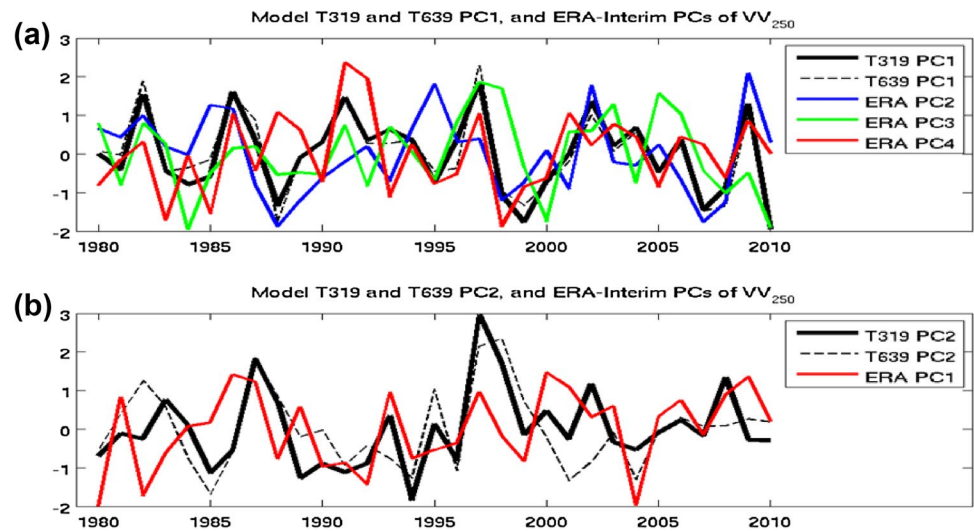 Model T319 and T639 PC1, and ERA-Interim PCs of VV250
(a)
3
2
1
0
-1
-2
1980 1985 1990 1995 2000 2005 2010
T319 PC1
T639 PC1
ERA PC2
ERA PC3
ERA PC4
Model T319 and T639 PC2, and ERA-Interim PCs of VV250
(b)
3
2
1
0
-1
-2
1980 1985 1990 1995 2000 2005 2010
T319 PC2
T639 PC2
ERA PC1